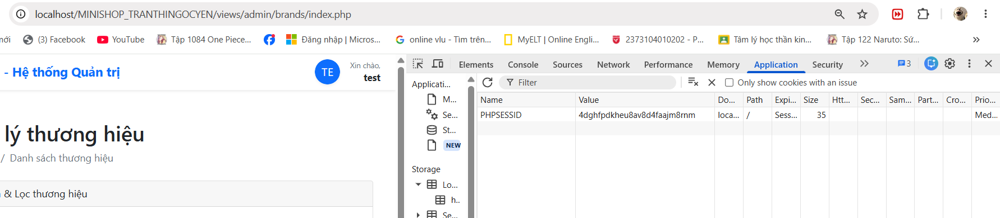 localhost/MINISHOP_TRANTHINGOCYEN/views/admin/brands/index.php
mới (3) Facebook YouTube Tập 1084 One Piece... Đăng nhập | Micros... online vlu - Tìm trên... MyELT | Online Engli... 2373104010202 - P... Tâm lý học thần kin... Tập 122 Naruto: Sứ...
- Hệ thống Quản trị
TE
Xin chào,
test
lý thương hiệu
/ Danh sách thương hiệu
& Lọc thương hiệu
Elements Console Sources Network Performance Memory Application Security 3
Applicati...
M...
Se...
St...
NEW
Storage
Lo...
h..
Se...
Filter Only show cookies with an issue
Name Value Do... Path Expi... Size Htt... Sec... Sam... Part... Cro... Prio...
PHPSESSID 4dghfpdkheu8av8d4faajm8rnm loca... / Sess... 35 Med...